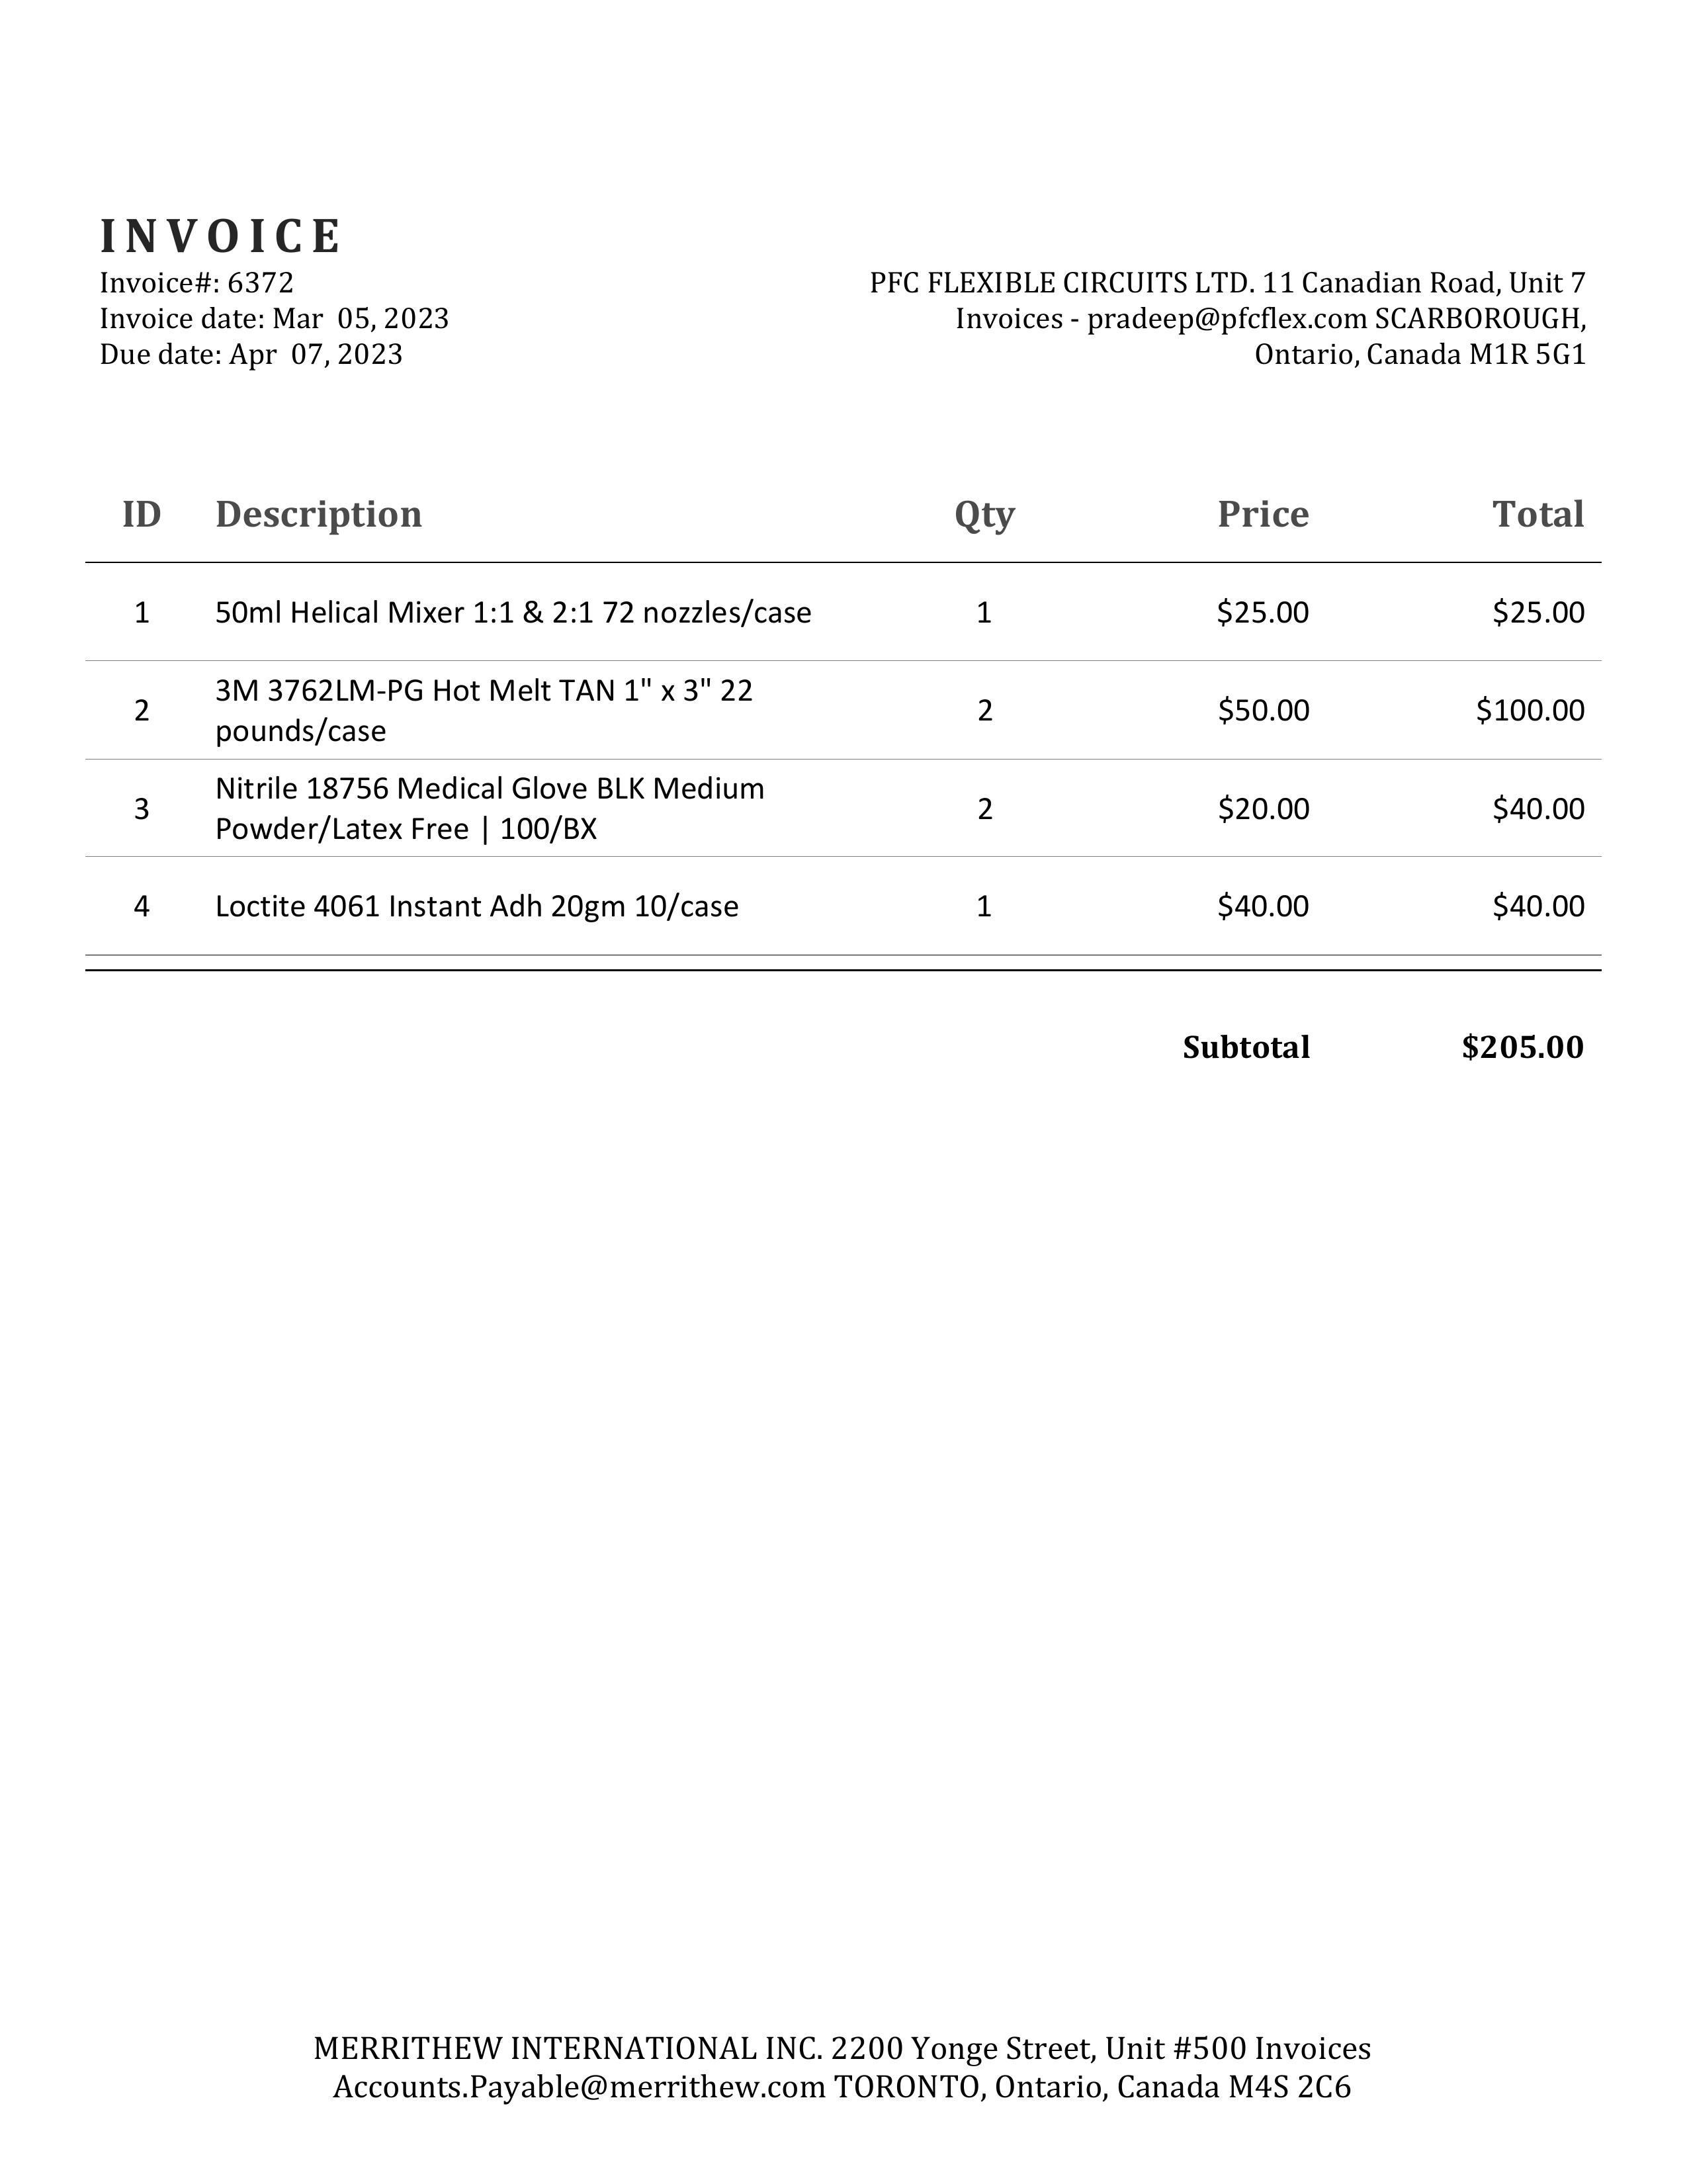 INVOICE
Invoice#: 6372
Invoice date: Mar  05, 2023
Due date: Apr  07, 2023
PFC FLEXIBLE CIRCUITS LTD. 11 Canadian Road, Unit 7
Invoices - pradeep@pfcflex.com SCARBOROUGH,
Ontario, Canada M1R 5G1
ID Description Qty Price Total
1 50ml Helical Mixer 1:1 & 2:1 72 nozzles/case 1 $25.00 $25.00
3M 3762LM-PG Hot Melt TAN 1" x 3" 22
2 pounds/case 2 $50.00 $100.00
Nitrile 18756 Medical Glove BLK Medium
3 Powder/Latex Free | 100/BX 2 $20.00 $40.00
4 Loctite 4061 Instant Adh 20gm 10/case 1 $40.00 $40.00
Subtotal $205.00
MERRITHEW INTERNATIONAL INC. 2200 Yonge Street, Unit #500 Invoices
Accounts.Payable@merrithew.com TORONTO, Ontario, Canada M4S 2C6